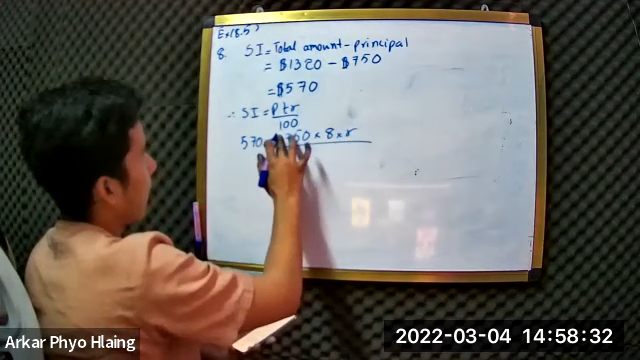 Ex(8.5)
8. SI = Total amount - principal
= $1320 - $750
= $570
∴ SI = Ptr
100
570 = 750 × 8 × r
Arkar Phyo Hlaing
2022-03-04 14:58:32